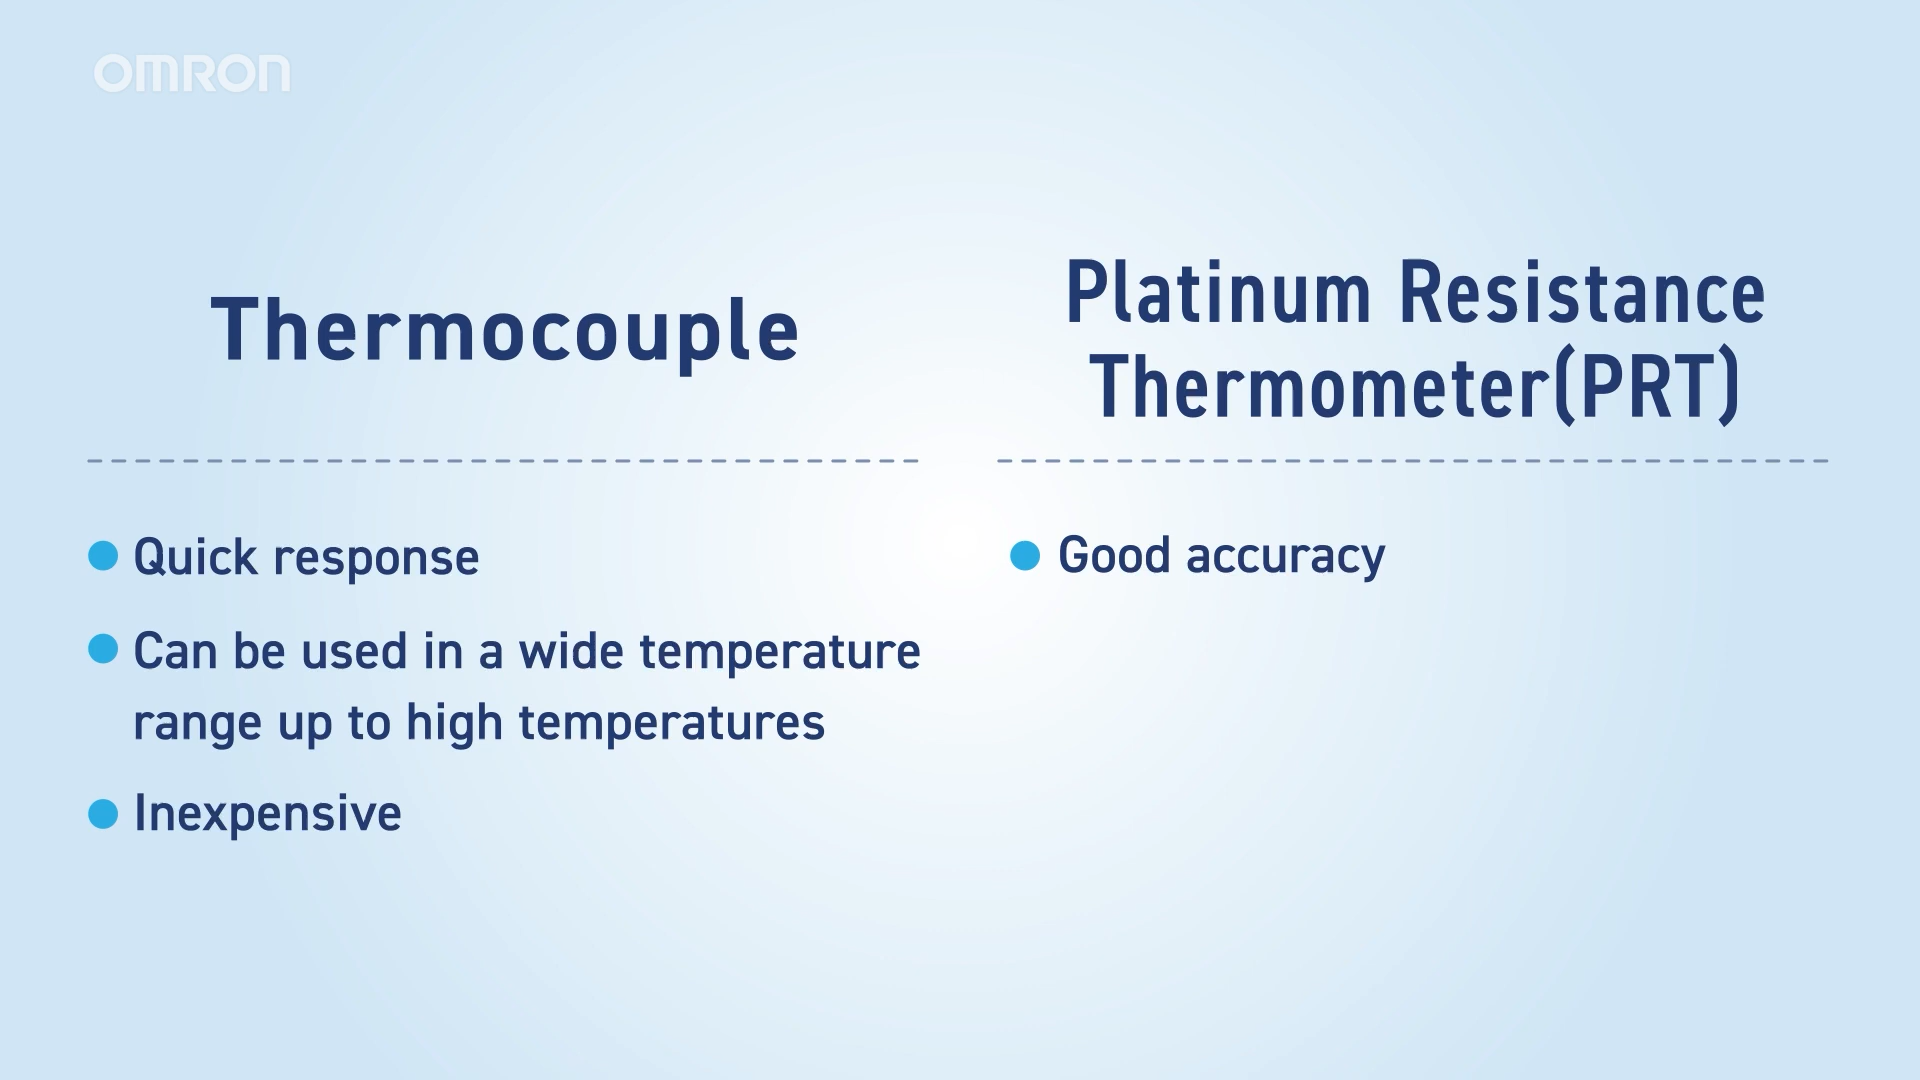 OMRON
Thermocouple
Quick response
Can be used in a wide temperature
range up to high temperatures
Inexpensive
Platinum Resistance
Thermometer(PRT)
Good accuracy